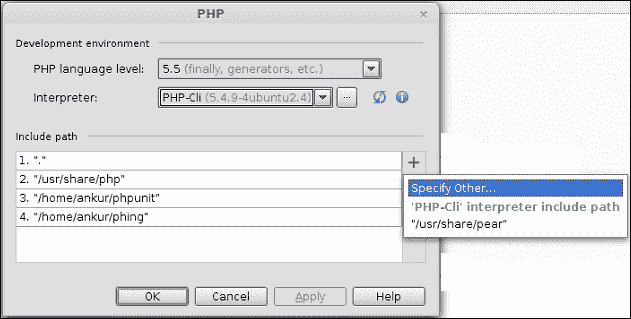 PHP
Development environment
PHP language level: 5.5 (finally, generators, etc.)
Interpreter: PHP-Cli (5.4.9-4ubuntu2.4) ...
Include path
1. "."
2. "/usr/share/php"
3. "/home/ankur/phpunit"
4. "/home/ankur/phing"
Specify Other...
'PHP-Cli' interpreter include path
"/usr/share/pear"
OK Cancel Apply Help